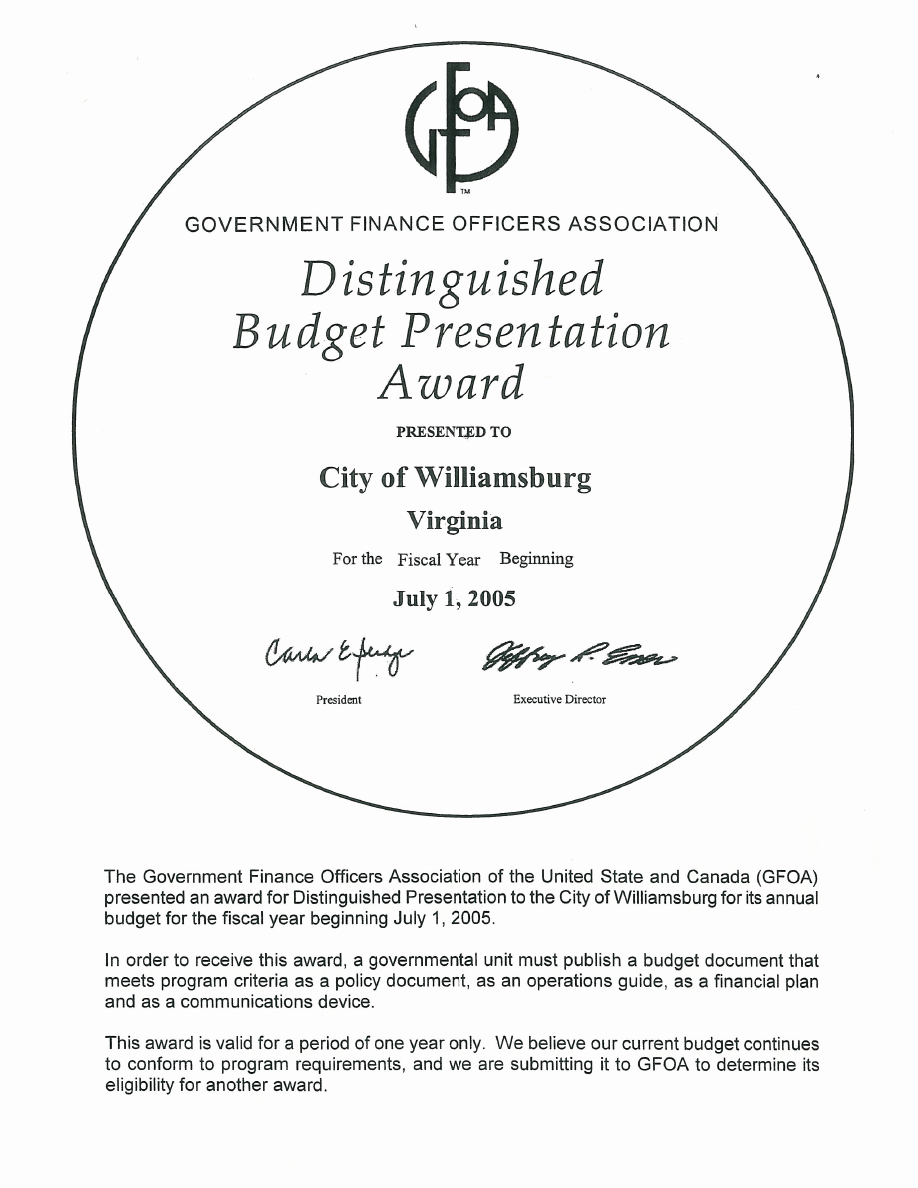 GFOA
TM
GOVERNMENT FINANCE OFFICERS ASSOCIATION
Distinguished
Budget Presentation
Award
PRESENTED TO
City of Williamsburg
Virginia
For the Fiscal Year Beginning
July 1, 2005
Jeffrey R.
President Executive Director
The Government Finance Officers Association of the United State and Canada (GFOA)
presented an award for Distinguished Presentation to the City of Williamsburg for its annual
budget for the fiscal year beginning July 1, 2005.
In order to receive this award, a governmental unit must publish a budget document that
meets program criteria as a policy document, as an operations guide, as a financial plan
and as a communications device.
This award is valid for a period of one year only. We believe our current budget continues
to conform to program requirements, and we are submitting it to GFOA to determine its
eligibility for another award.